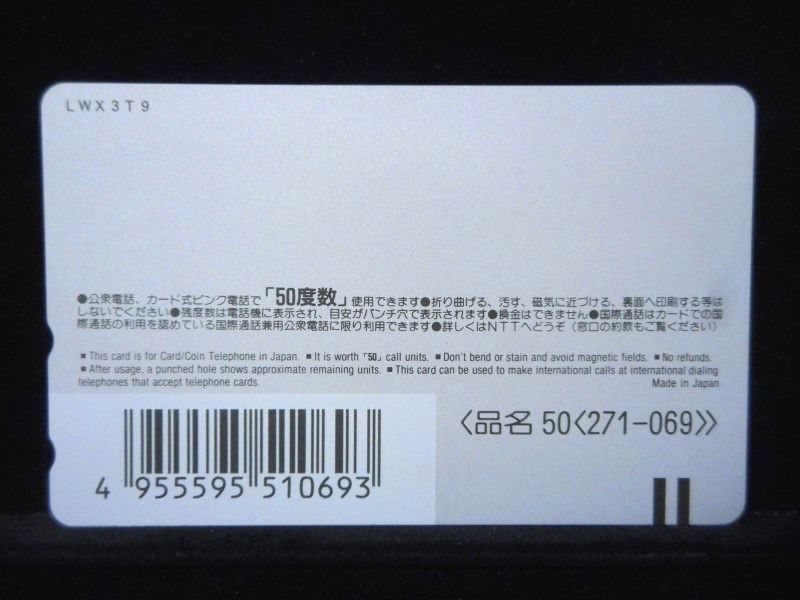 LWX3T9
●公衆電話、カード式ピンク電話で「50度数」使用できます●折り曲げる、汚す、磁気に近づける、裏面へ印刷する等は
しないでください●残度数は電話機に表示され、目安がパンチ穴で表示されます●換金はできません●国際通話はカードでの国
際通話の利用を認めている国際通話兼用公衆電話に限り利用できます●詳しくはNTTへどうぞ（窓口の約款もご覧ください）
■ This card is for Card/Coin Telephone in Japan. ■ It is worth「50」call units. ■ Don't bend or stain and avoid magnetic fields. ■ No refunds.
■ After usage, a punched hole shows approximate remaining units. ■ This card can be used to make international calls at international dialing
telephones that accept telephone cards. Made in Japan
〈品名 50〈271-069〉〉
4 955595 510693